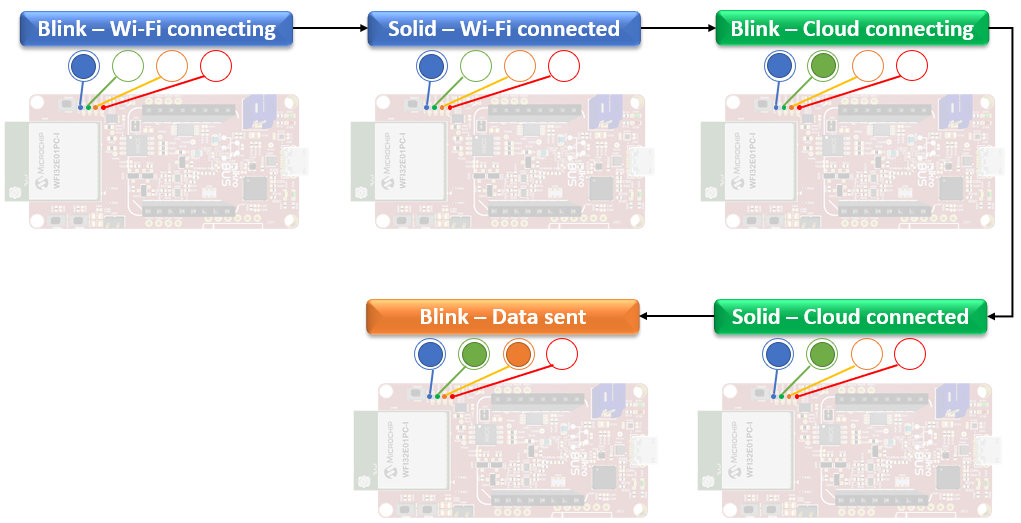 Blink – Wi-Fi connecting
Solid – Wi-Fi connected
Blink – Cloud connecting
MICROCHIP
WFI32E01PC-I
MICROCHIP
WFI32E01PC-I
MICROCHIP
WFI32E01PC-I
Blink – Data sent
Solid – Cloud connected
MICROCHIP
WFI32E01PC-I
MICROCHIP
WFI32E01PC-I